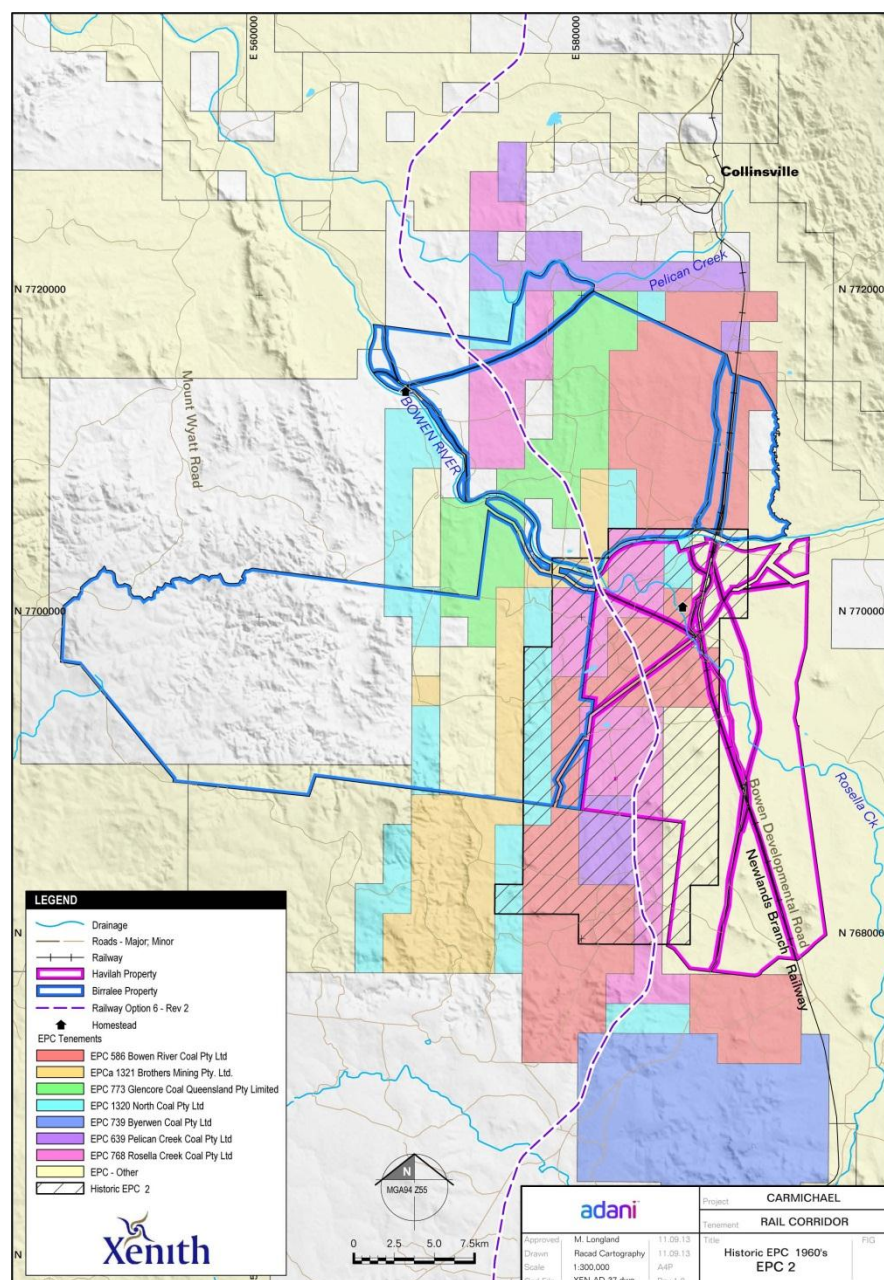 E 560000
E 580000
Collinsville
Pelican Creek
N 7720000
N 7720000
Mount Wyatt Road
BOWEN RIVER
N 7700000
N 7700000
Rosella Ck
Bowen Developmental Road
Newlands Branch Railway
N 7680000
LEGEND
Drainage
Roads - Major; Minor
Railway
Havilah Property
Birralee Property
Railway Option 6 - Rev 2
Homestead
EPC Tenements
EPC 586 Bowen River Coal Pty Ltd
EPCa 1321 Brothers Mining Pty. Ltd.
EPC 773 Glencore Coal Queensland Pty Limited
EPC 1320 North Coal Pty Ltd
EPC 739 Byerwen Coal Pty Ltd
EPC 639 Pelican Creek Coal Pty Ltd
EPC 768 Rosella Creek Coal Pty Ltd
EPC - Other
Historic EPC 2
Xenith
N
MGA94 Z55
0 2.5 5.0 7.5km
adani
Project CARMICHAEL
Tenement RAIL CORRIDOR
Approved M. Longland 11.09.13
Drawn Racad Cartography 11.09.13
Scale 1:300,000 A4P
Title Historic EPC 1960's
EPC 2
FIG